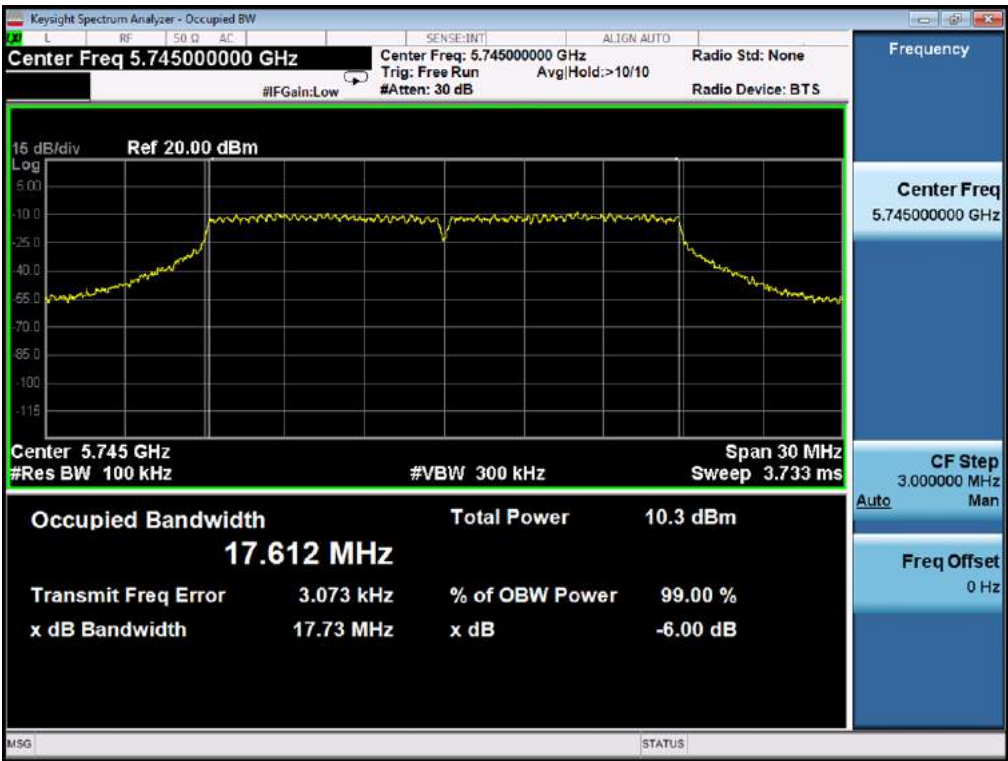 Keysight Spectrum Analyzer - Occupied BW
LXI L RF 50 Ω AC SENSE:INT ALIGN AUTO
Center Freq 5.745000000 GHz
Center Freq: 5.745000000 GHz
Radio Std: None
Trig: Free Run Avg|Hold:>10/10
#IFGain:Low
#Atten: 30 dB
Radio Device: BTS
15 dB/div Ref 20.00 dBm
Log
5.00
-10.0
-25.0
-40.0
-55.0
-70.0
-85.0
-100
-115
Center 5.745 GHz
Span 30 MHz
#Res BW 100 kHz
#VBW 300 kHz
Sweep 3.733 ms
Occupied Bandwidth
17.612 MHz
Total Power 10.3 dBm
Transmit Freq Error 3.073 kHz
% of OBW Power 99.00 %
x dB Bandwidth 17.73 MHz
x dB -6.00 dB
Frequency
Center Freq
5.745000000 GHz
CF Step
3.000000 MHz
Auto Man
Freq Offset
0 Hz
MSG
STATUS